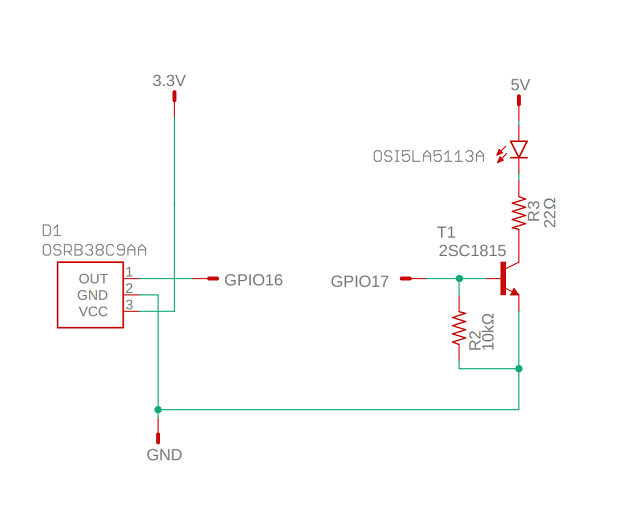 3.3V
5V
OSI5LA5113A
R3
22Ω
D1
OSRB38C9AA
T1
2SC1815
OUT
1
GPIO16
GPIO17
GND
2
VCC
3
R2
10kΩ
GND